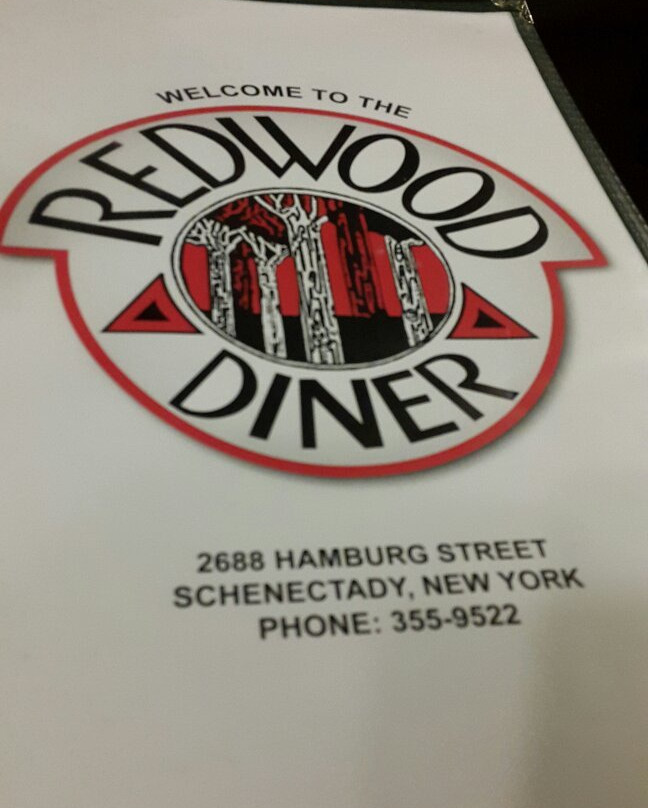 WELCOME TO THE
REDWOOD
DINER
2688 HAMBURG STREET
SCHENECTADY, NEW YORK
PHONE: 355-9522